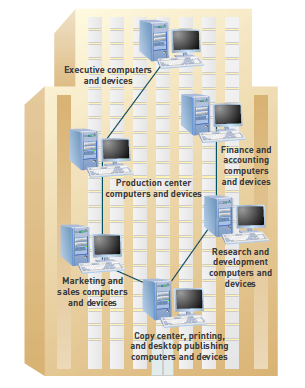 Executive computers
and devices
Finance and
accounting
computers
and devices
Production center
computers and devices
Research and
development
computers and
devices
Marketing and
sales computers
and devices
Copy center, printing,
and desktop publishing
computers and devices